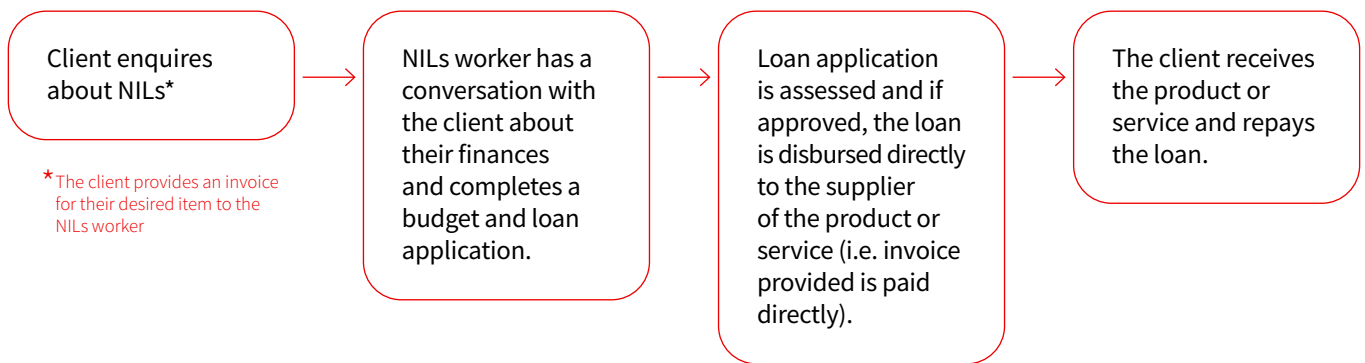 Client enquires
about NILs*
* The client provides an invoice
for their desired item to the
NILs worker
NILs worker has a
conversation with
the client about
their finances
and completes a
budget and loan
application.
Loan application
is assessed and if
approved, the loan
is disbursed directly
to the supplier
of the product or
service (i.e. invoice
provided is paid
directly).
The client receives
the product or
service and repays
the loan.